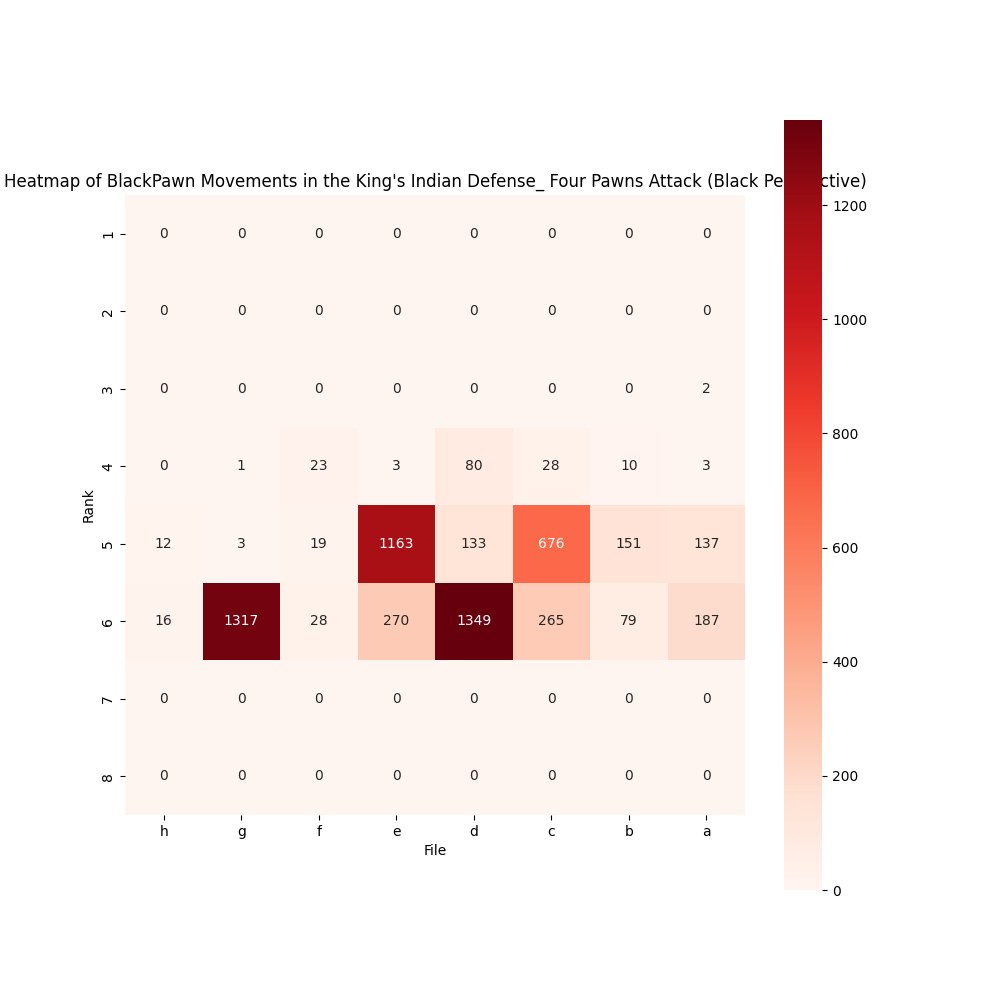 Heatmap of BlackPawn Movements in the King's Indian Defense_ Four Pawns Attack (Black Pe ctive)
1200
1 0 0 0 0 0 0 0 0
2 0 0 0 0 0 0 0 0
1000
3 0 0 0 0 0 0 0 2
800
4 0 1 23 3 80 28 10 3
Rank
5 12 3 19 1163 133 676 151 137
600
6 16 1317 28 270 1349 265 79 187
400
7 0 0 0 0 0 0 0 0
200
8 0 0 0 0 0 0 0 0
h g f e d c b a
File
0